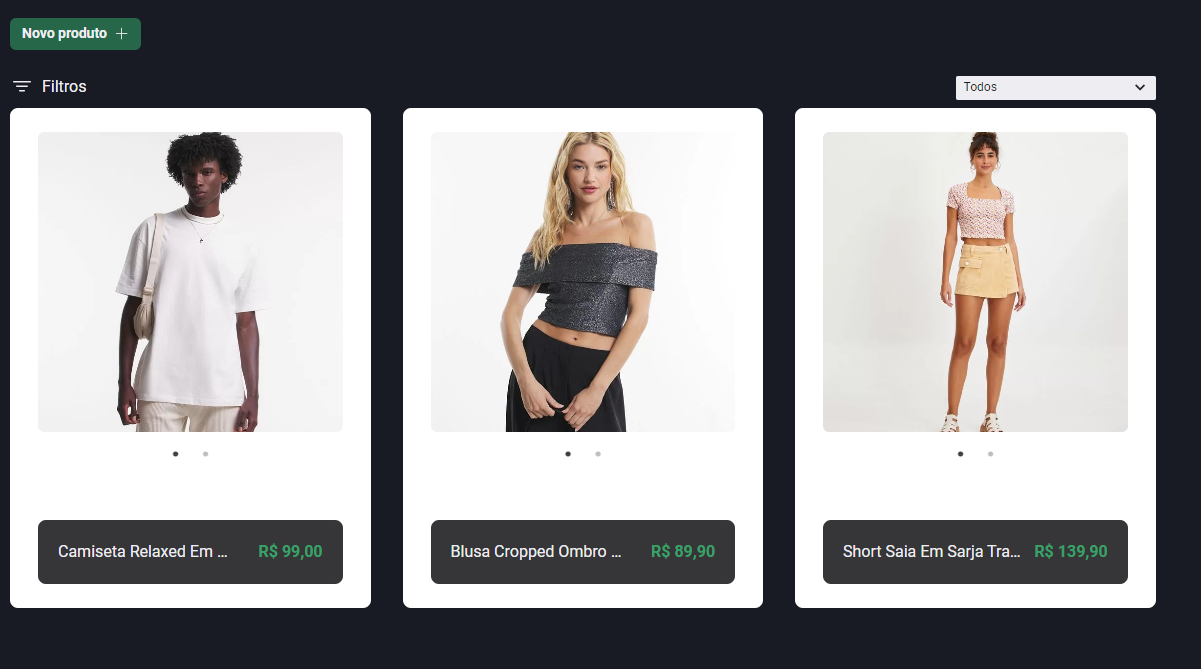 Novo produto
Filtros
Todos
Camiseta Relaxed Em ... R$ 99,00
Blusa Cropped Ombro ... R$ 89,90
Short Saia Em Sarja Tra... R$ 139,90